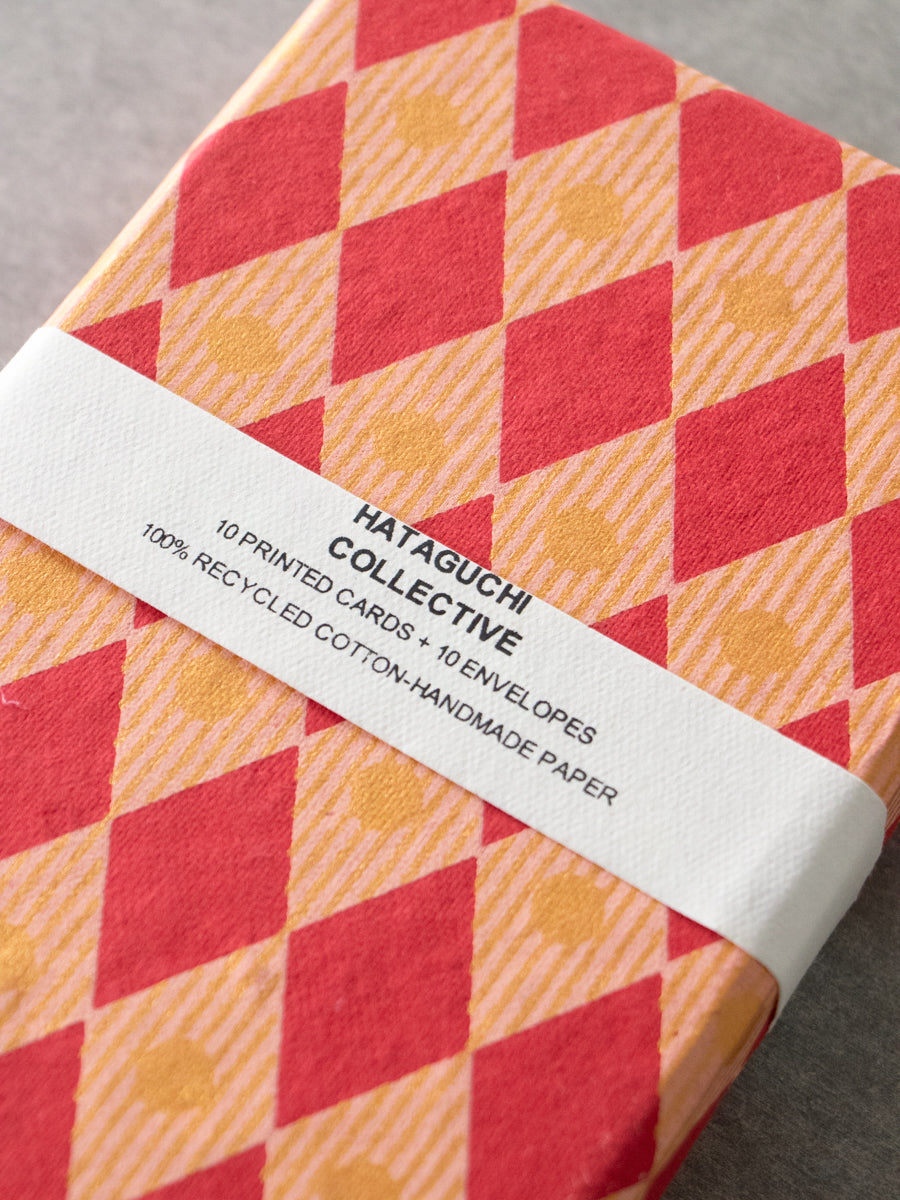 HATAGUCHI
COLLECTIVE
10 PRINTED CARDS + 10 ENVELOPES
100% RECYCLED COTTON-HANDMADE PAPER